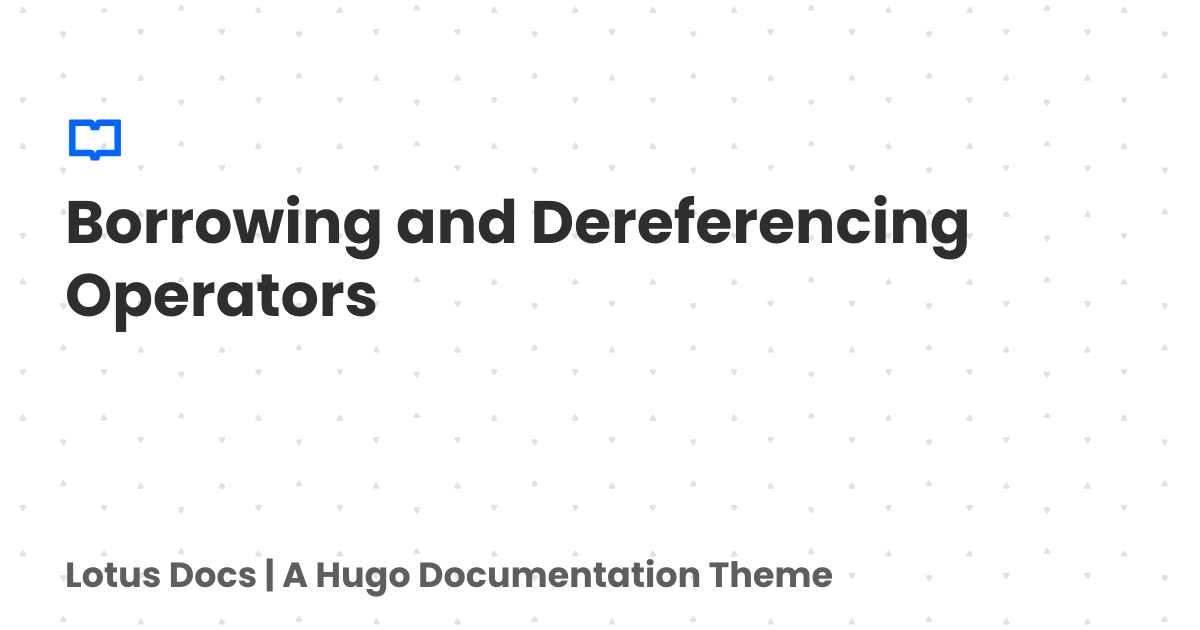 Borrowing and Dereferencing
Operators
Lotus Docs | A Hugo Documentation Theme